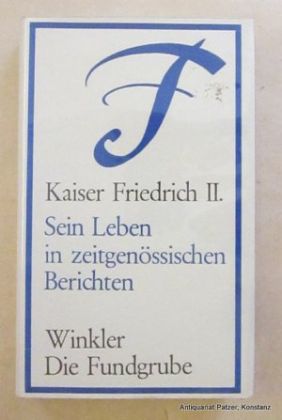 F
Kaiser Friedrich II.
Sein Leben
in zeitgenössischen
Berichten
Winkler
Die Fundgrube
Antiquariat Patzer, Konstanz